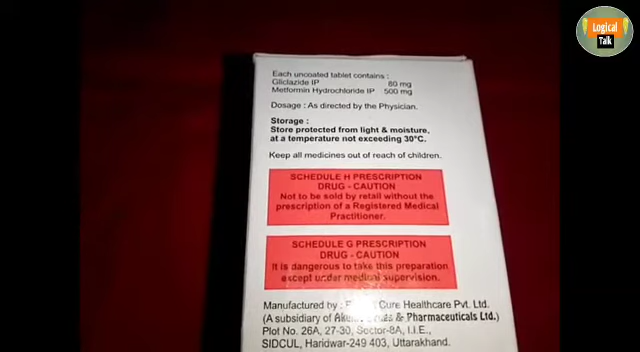 Logical
Talk
Each uncoated tablet contains :
Gliclazide IP 80 mg
Metformin Hydrochloride IP 500 mg
Dosage : As directed by the Physician.
Storage :
Store protected from light & moisture,
at a temperature not exceeding 30°C.
Keep all medicines out of reach of children.
SCHEDULE H PRESCRIPTION
DRUG - CAUTION
Not to be sold by retail without the
prescription of a Registered Medical
Practitioner.
SCHEDULE G PRESCRIPTION
DRUG - CAUTION
It is dangerous to take this preparation
except under medical supervision.
Manufactured by : Cure Healthcare Pvt. Ltd.
(A subsidiary of & Pharmaceuticals Ltd.)
Plot No. 26A, 27-30, Sector-8A, I.I.E.,
SIDCUL, Haridwar-249 403, Uttarakhand.